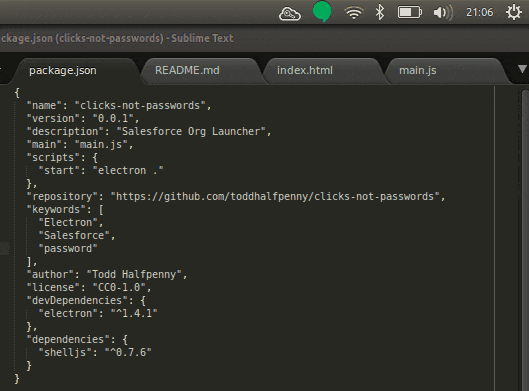 21:06
ckage.json (clicks-not-passwords) - Sublime Text
package.json README.md index.html main.js
{
"name": "clicks-not-passwords",
"version": "0.0.1",
"description": "Salesforce Org Launcher",
"main": "main.js",
"scripts": {
"start": "electron ."
},
"repository": "https://github.com/toddhalfpenny/clicks-not-passwords",
"keywords": [
"Electron",
"Salesforce",
"password"
],
"author": "Todd Halfpenny",
"license": "CC0-1.0",
"devDependencies": {
"electron": "^1.4.1"
},
"dependencies": {
"shelljs": "^0.7.6"
}
}